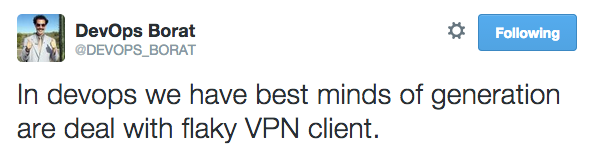 DevOps Borat
@DEVOPS_BORAT
Following
In devops we have best minds of generation
are deal with flaky VPN client.